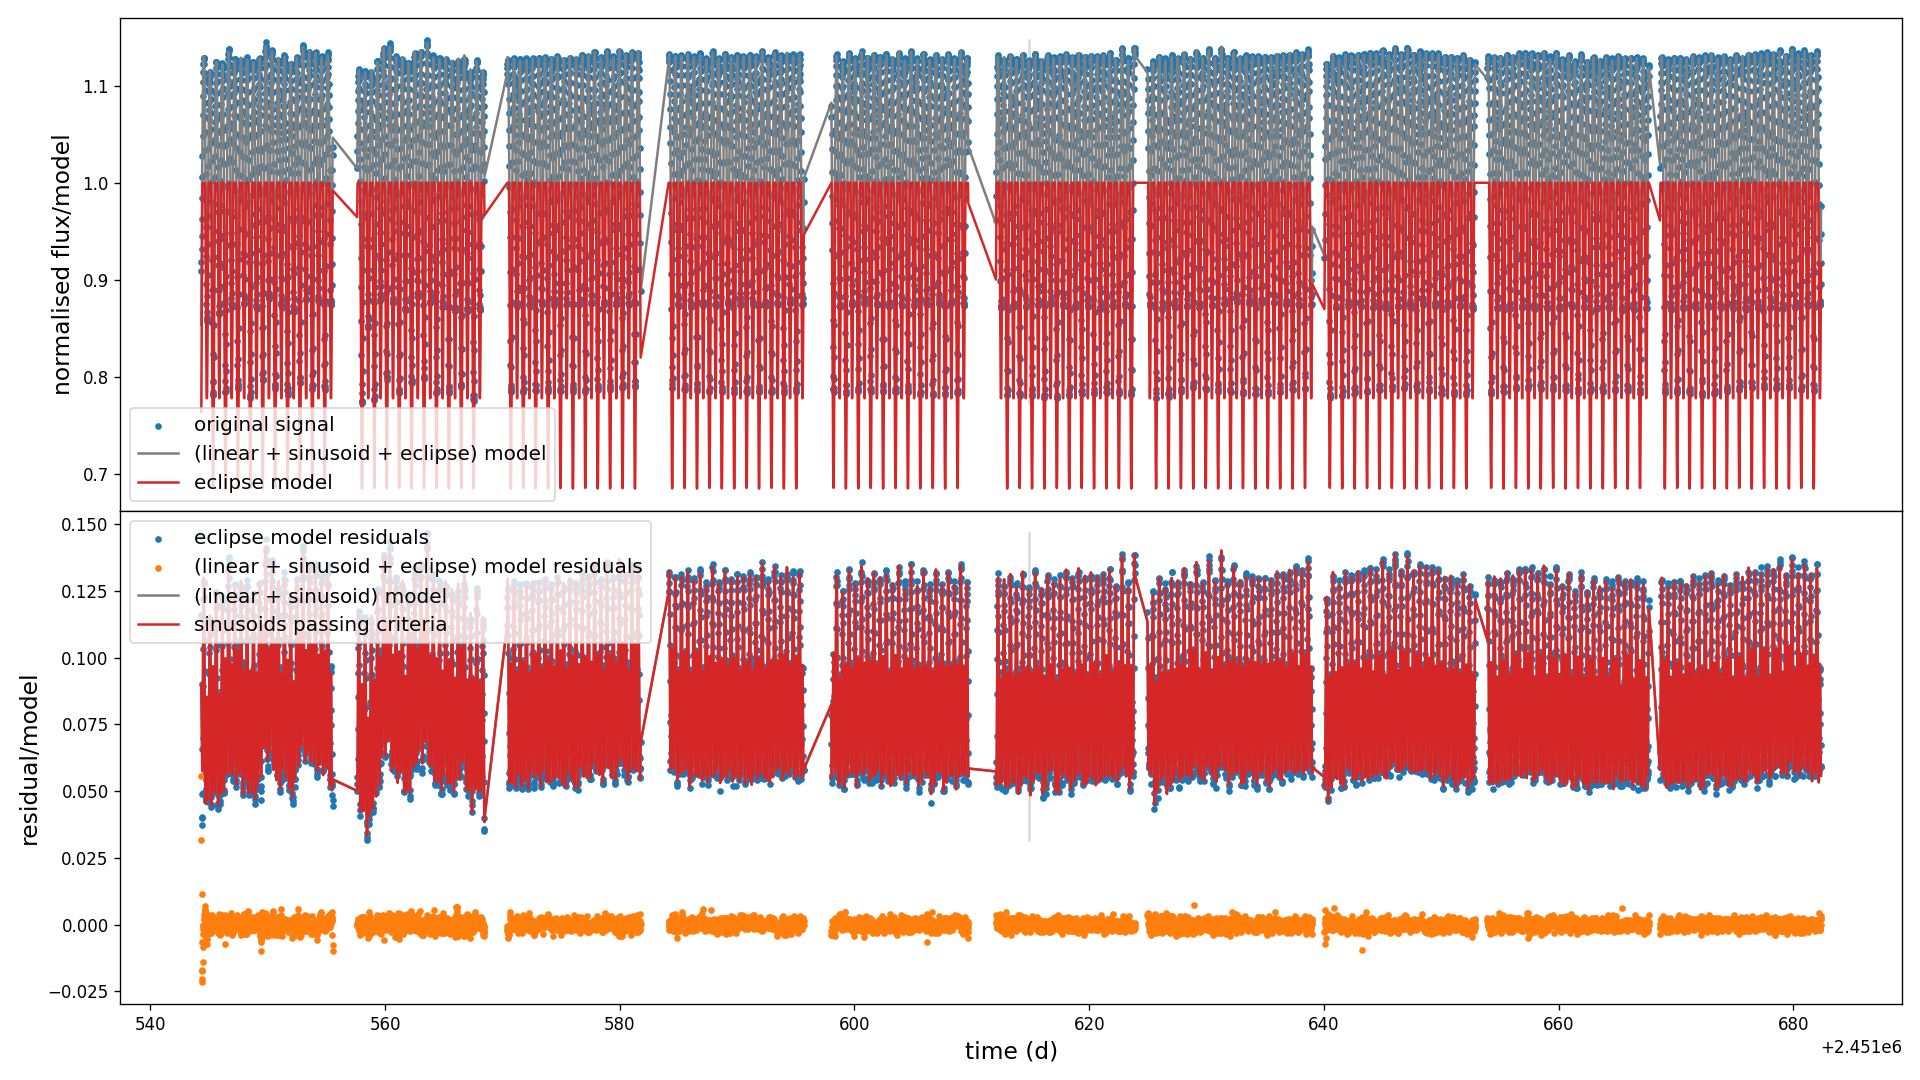 normalised flux/model
1.1
1.0
0.9
0.8
0.7
original signal
(linear + sinusoid + eclipse) model
eclipse model
residual/model
0.150
0.125
0.100
0.075
0.050
0.025
0.000
−0.025
eclipse model residuals
(linear + sinusoid + eclipse) model residuals
(linear + sinusoid) model
sinusoids passing criteria
540 560 580 600 620 640 660 680
time (d)
+2.451e6